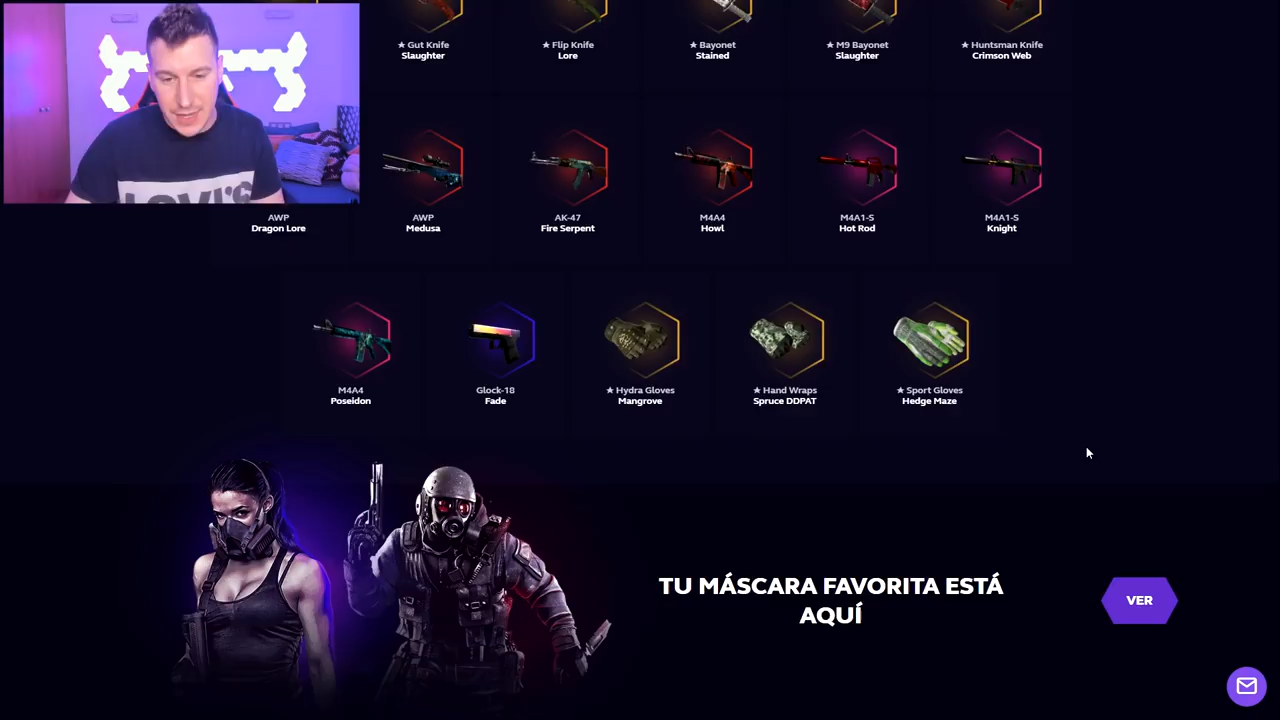 ★ Gut Knife
Slaughter
★ Flip Knife
Lore
★ Bayonet
Stained
★ M9 Bayonet
Slaughter
★ Huntsman Knife
Crimson Web
LEVI'S
AWP
Dragon Lore
AWP
Medusa
AK-47
Fire Serpent
M4A4
Howl
M4A1-S
Hot Rod
M4A1-S
Knight
M4A4
Poseidon
Glock-18
Fade
★ Hydra Gloves
Mangrove
★ Hand Wraps
Spruce DDPAT
★ Sport Gloves
Hedge Maze
TU MÁSCARA FAVORITA ESTÁ
AQUÍ
VER